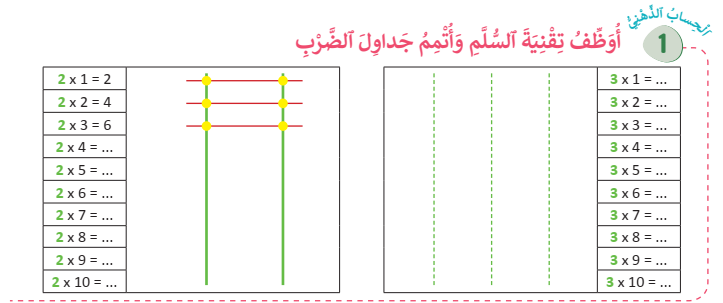 اَلْحِسابُ ٱلذِّهْنِيُّ
1 أُوَظِّفُ تِقْنِيَةَ ٱلسُّلَّمِ وَأُتْمِمُ جَداوِلَ ٱلضَّرْبِ
3 x 1 = ...
3 x 2 = ...
3 x 3 = ...
3 x 4 = ...
3 x 5 = ...
3 x 6 = ...
3 x 7 = ...
3 x 8 = ...
3 x 9 = ...
3 x 10 = ...
2 x 1 = 2
2 x 2 = 4
2 x 3 = 6
2 x 4 = ...
2 x 5 = ...
2 x 6 = ...
2 x 7 = ...
2 x 8 = ...
2 x 9 = ...
2 x 10 = ...